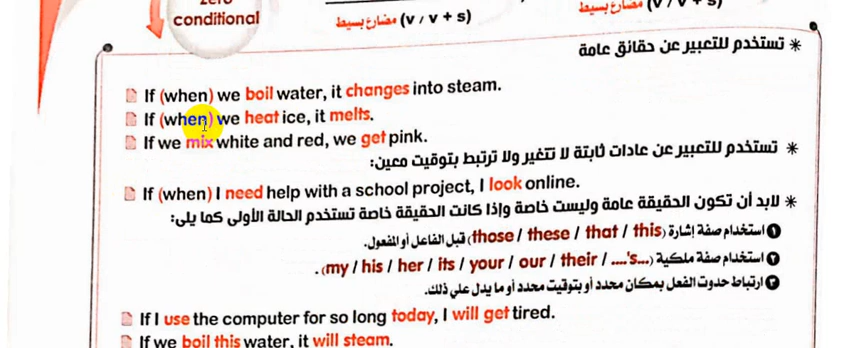 conditional
مضارع بسيط (v / v + s)
مضارع بسيط (v / v + s)
* تستخدم للتعبير عن حقائق عامة
If (when) we boil water, it changes into steam.
If (when) we heat ice, it melts.
If we mix white and red, we get pink.
* تستخدم للتعبير عن عادات ثابتة لا تتغير ولا ترتبط بتوقيت معين:
If (when) I need help with a school project, I look online.
* لابد أن تكون الحقيقة عامة وليست خاصة وإذا كانت الحقيقة خاصة تستخدم الحالة الأولى كما يلى:
١ استخدام صفة إشارة (those / these / that / this) قبل الفاعل أو المفعول.
٢ استخدام صفة ملكية (my / his / her / its / your / our / their / ....'s...).
٣ ارتباط حدوث الفعل بمكان محدد أو بتوقيت محدد أو ما يدل علي ذلك.
If I use the computer for so long today, I will get tired.
If we boil this water, it will steam.